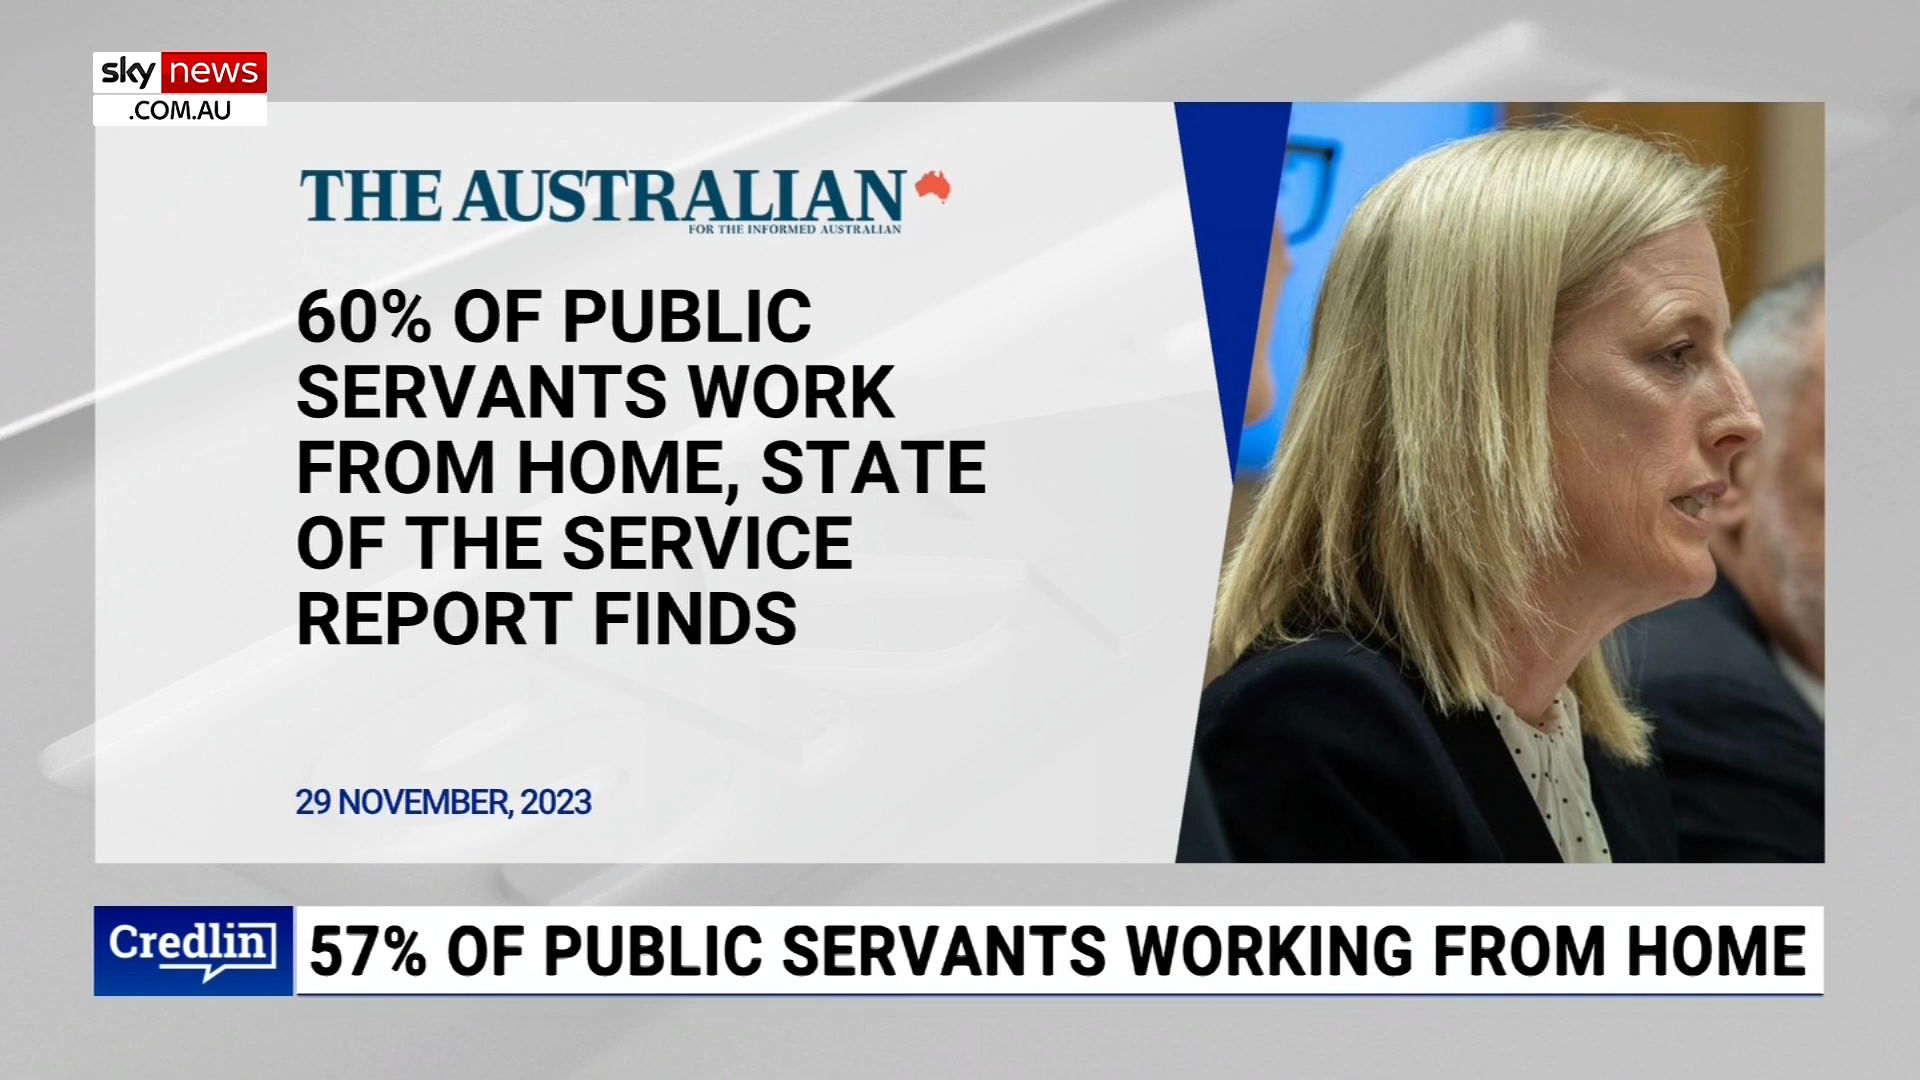 sky news
.COM.AU
THE AUSTRALIAN
FOR THE INFORMED AUSTRALIAN
60% OF PUBLIC
SERVANTS WORK
FROM HOME, STATE
OF THE SERVICE
REPORT FINDS
29 NOVEMBER, 2023
Credlin
57% OF PUBLIC SERVANTS WORKING FROM HOME